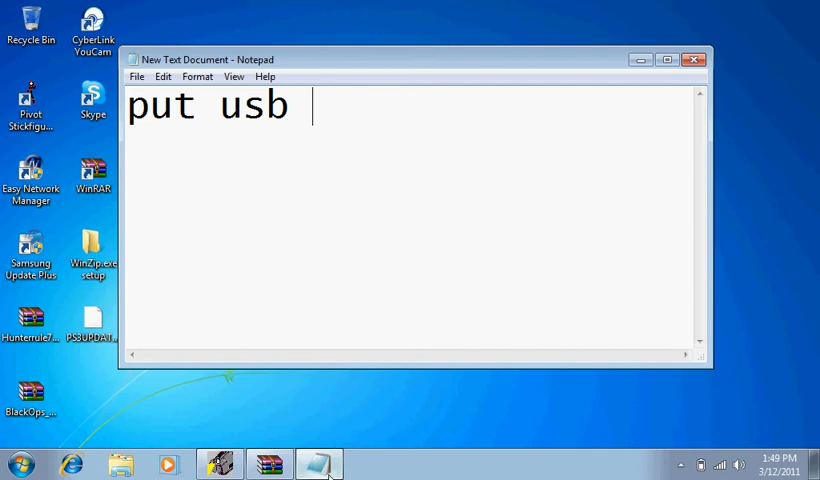 Recycle Bin
CyberLink YouCam
New Text Document - Notepad
File Edit Format View Help
put usb
Pivot Stickfigu...
Skype
Easy Network Manager
WinRAR
Samsung Update Plus
WinZip.exe setup
Hunterrule7...
PS3UPDAT...
BlackOps_...
1:49 PM
3/12/2011